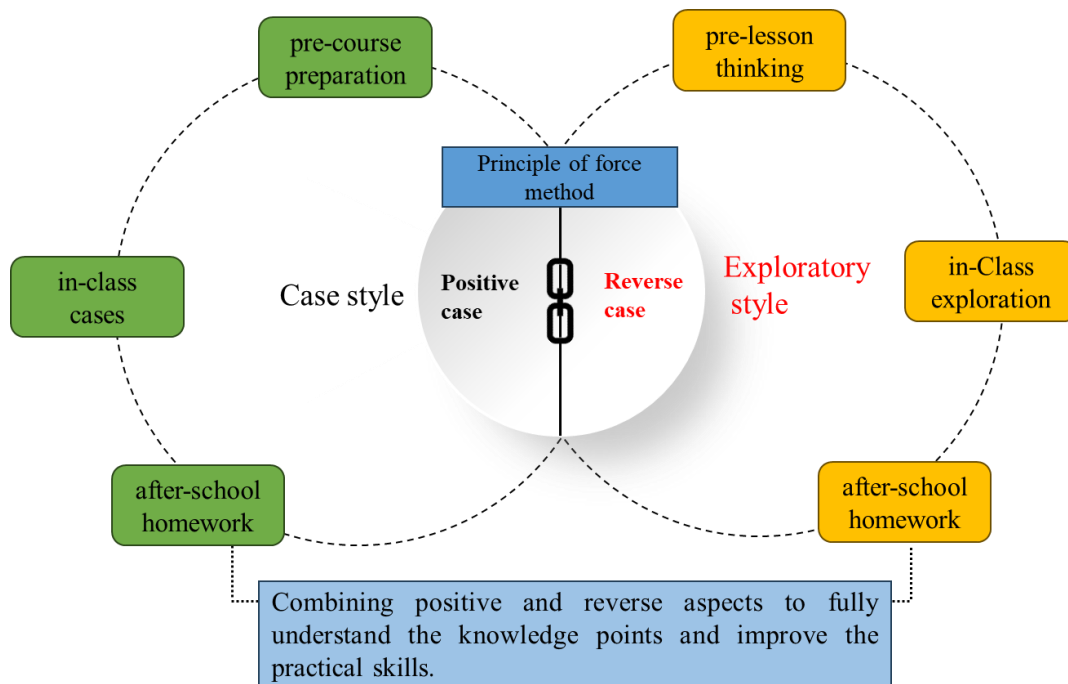 pre-course
preparation
pre-lesson
thinking
Principle of force
method
in-class
cases
Case style
Positive
case
Reverse
case
Exploratory
style
in-Class
exploration
after-school
homework
after-school
homework
Combining positive and reverse aspects to fully
understand the knowledge points and improve the
practical skills.